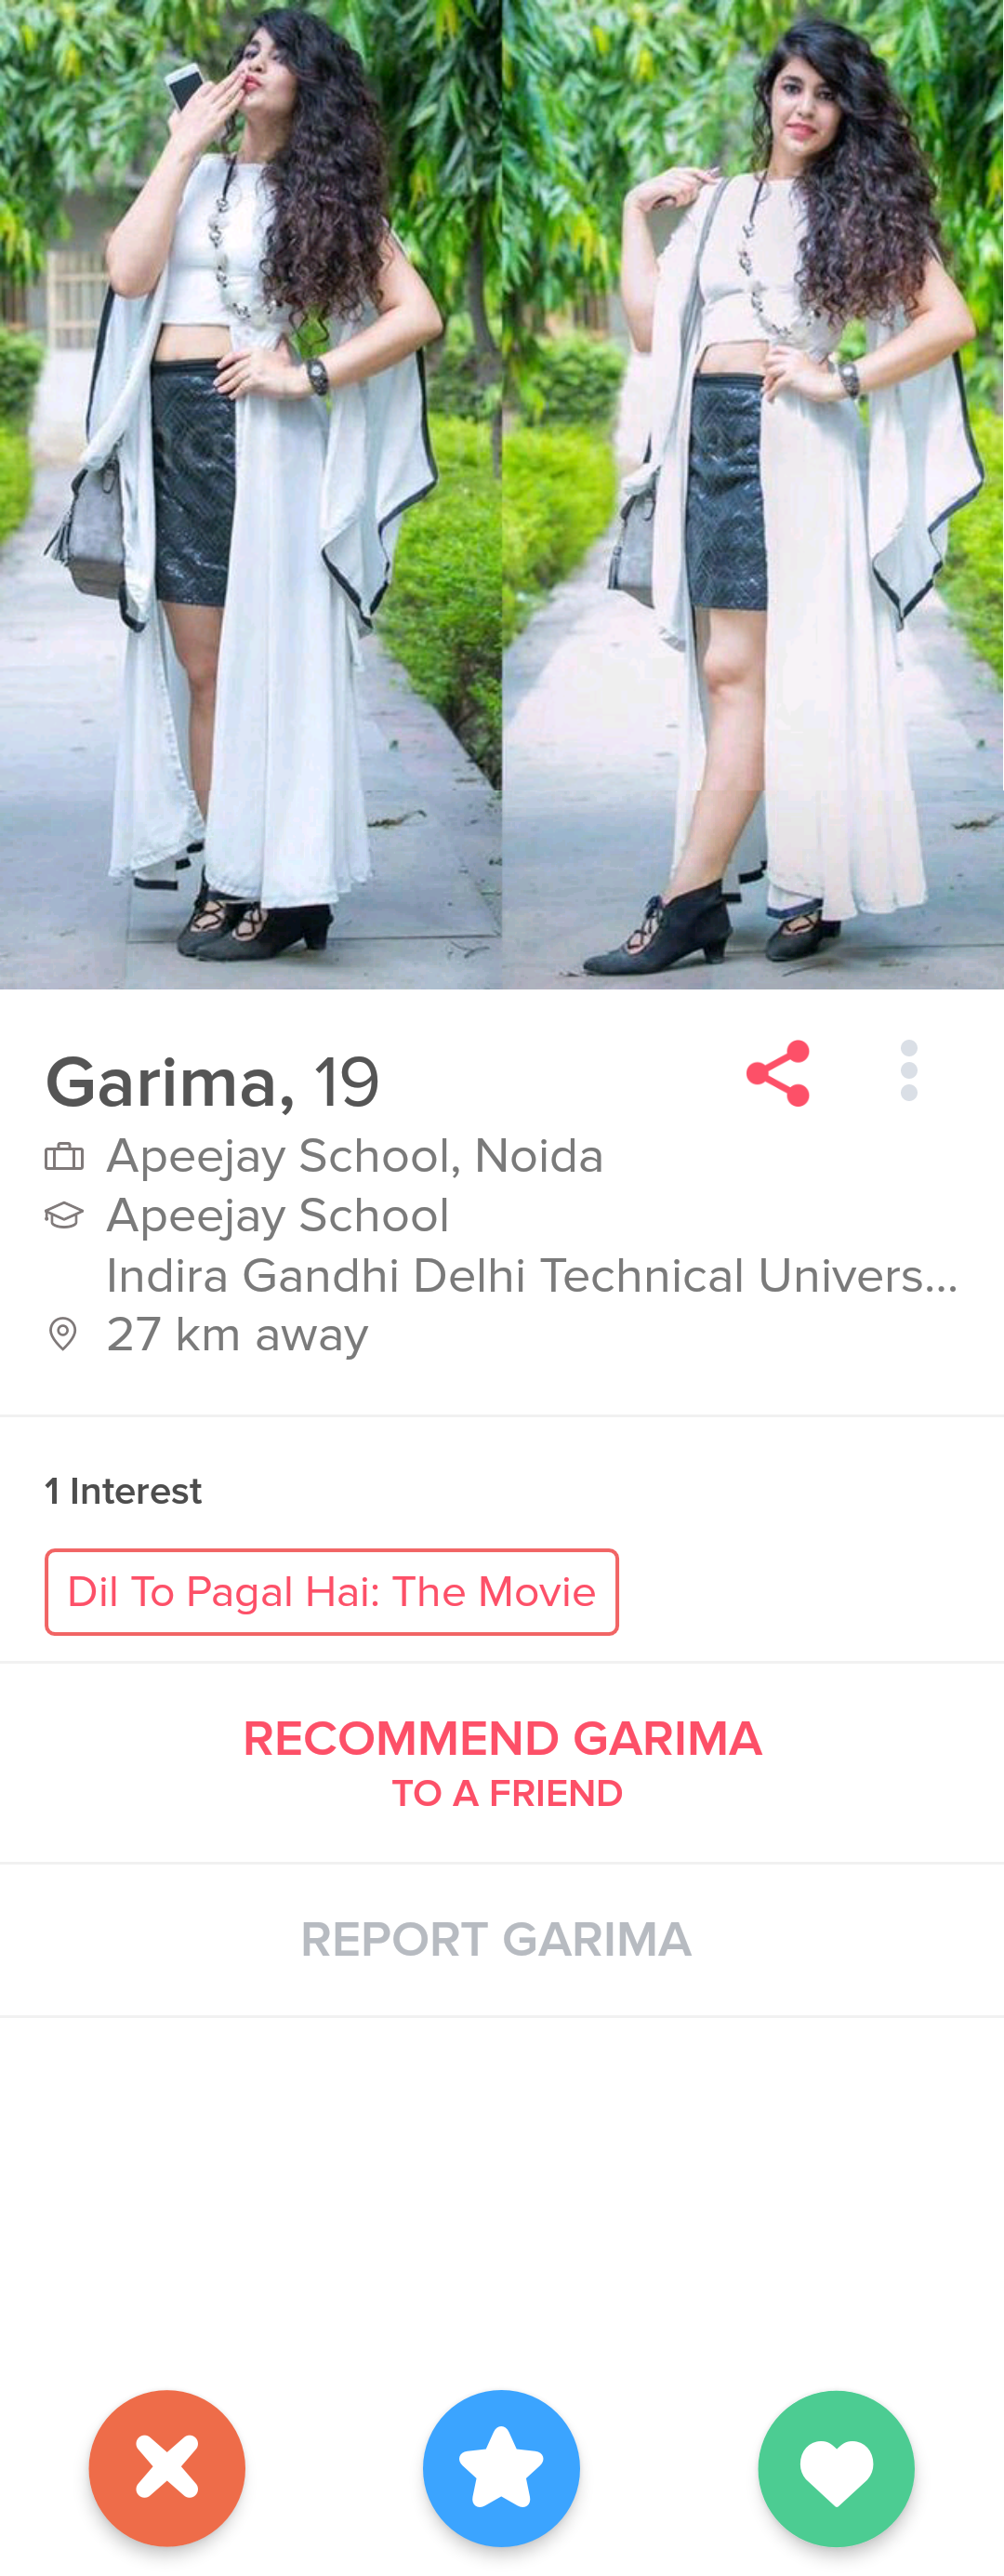 Garima, 19
Apeejay School, Noida
Apeejay School
Indira Gandhi Delhi Technical Univers...
27 km away
1 Interest
Dil To Pagal Hai: The Movie
RECOMMEND GARIMA
TO A FRIEND
REPORT GARIMA